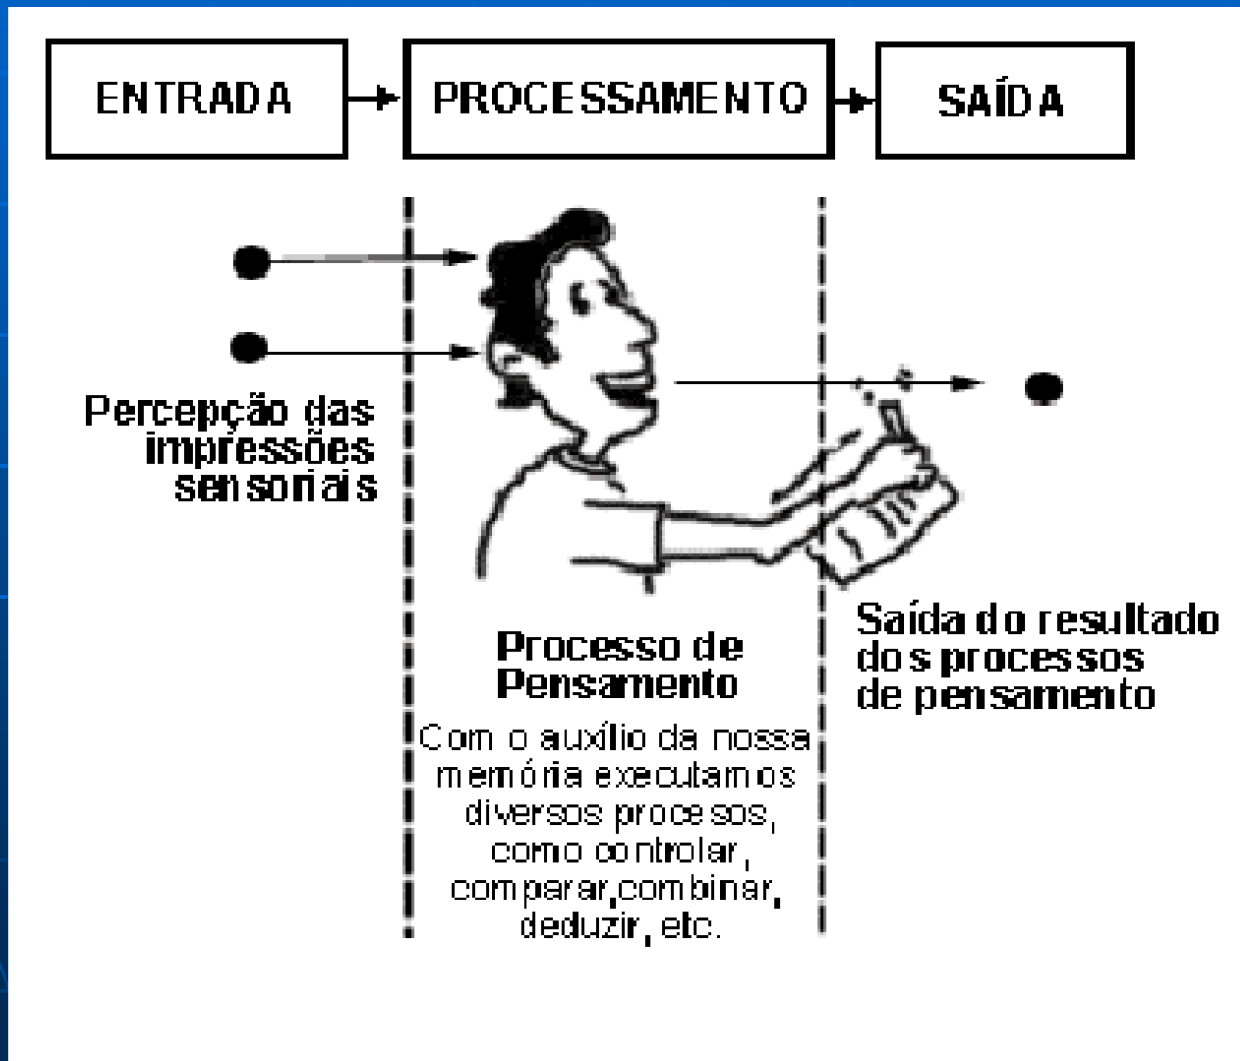 ENTRADA
PROCESSAMENTO
SAÍDA
Percepção das
impressões
sensoriais
Processo de
Pensamento
Com o auxílio da nossa
memória executamos
diversos procesos,
como controlar,
comparar,combinar,
deduzir, etc.
Saída do resultado
dos processos
de pensamento